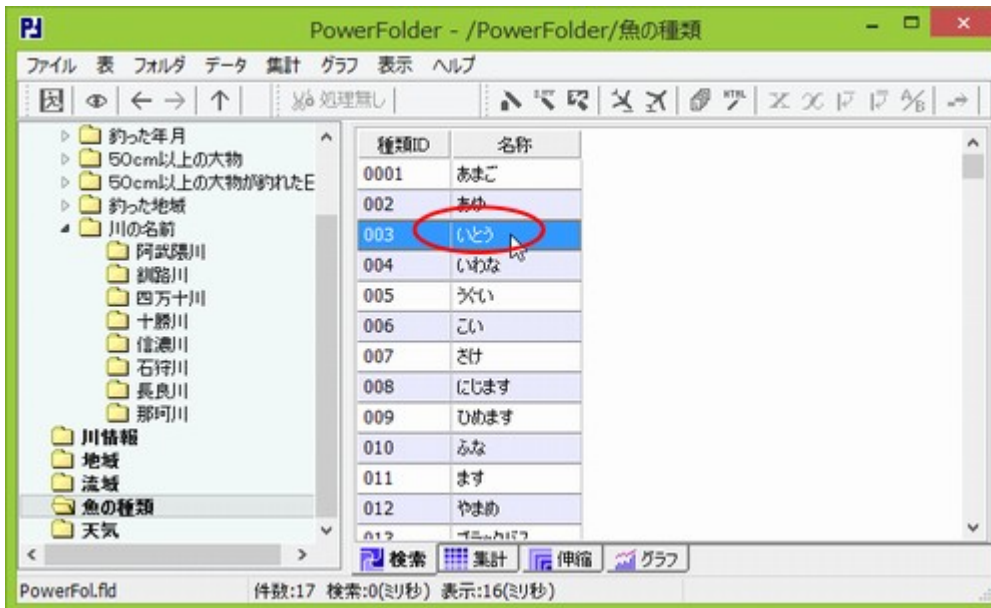 PowerFolder - /PowerFolder/魚の種類
ファイル 表 フォルダ データ 集計 グラフ 表示 ヘルプ
処理無し
釣った年月
50cm以上の大物
50cm以上の大物が釣れた
釣った地域
川の名前
阿武隈川
釧路川
四万十川
十勝川
信濃川
石狩川
長良川
那珂川
川情報
地域
流域
魚の種類
天気
種類ID 名称
0001 あまご
002 あゆ
003 いとう
004 いわな
005 うぐい
006 こい
007 さけ
008 にじます
009 ひめます
010 ふな
011 ます
012 やまめ
013 ブラックバス
検索 集計 伸縮 グラフ
PowerFol.fld 件数:17 検索:0(ミリ秒) 表示:16(ミリ秒)